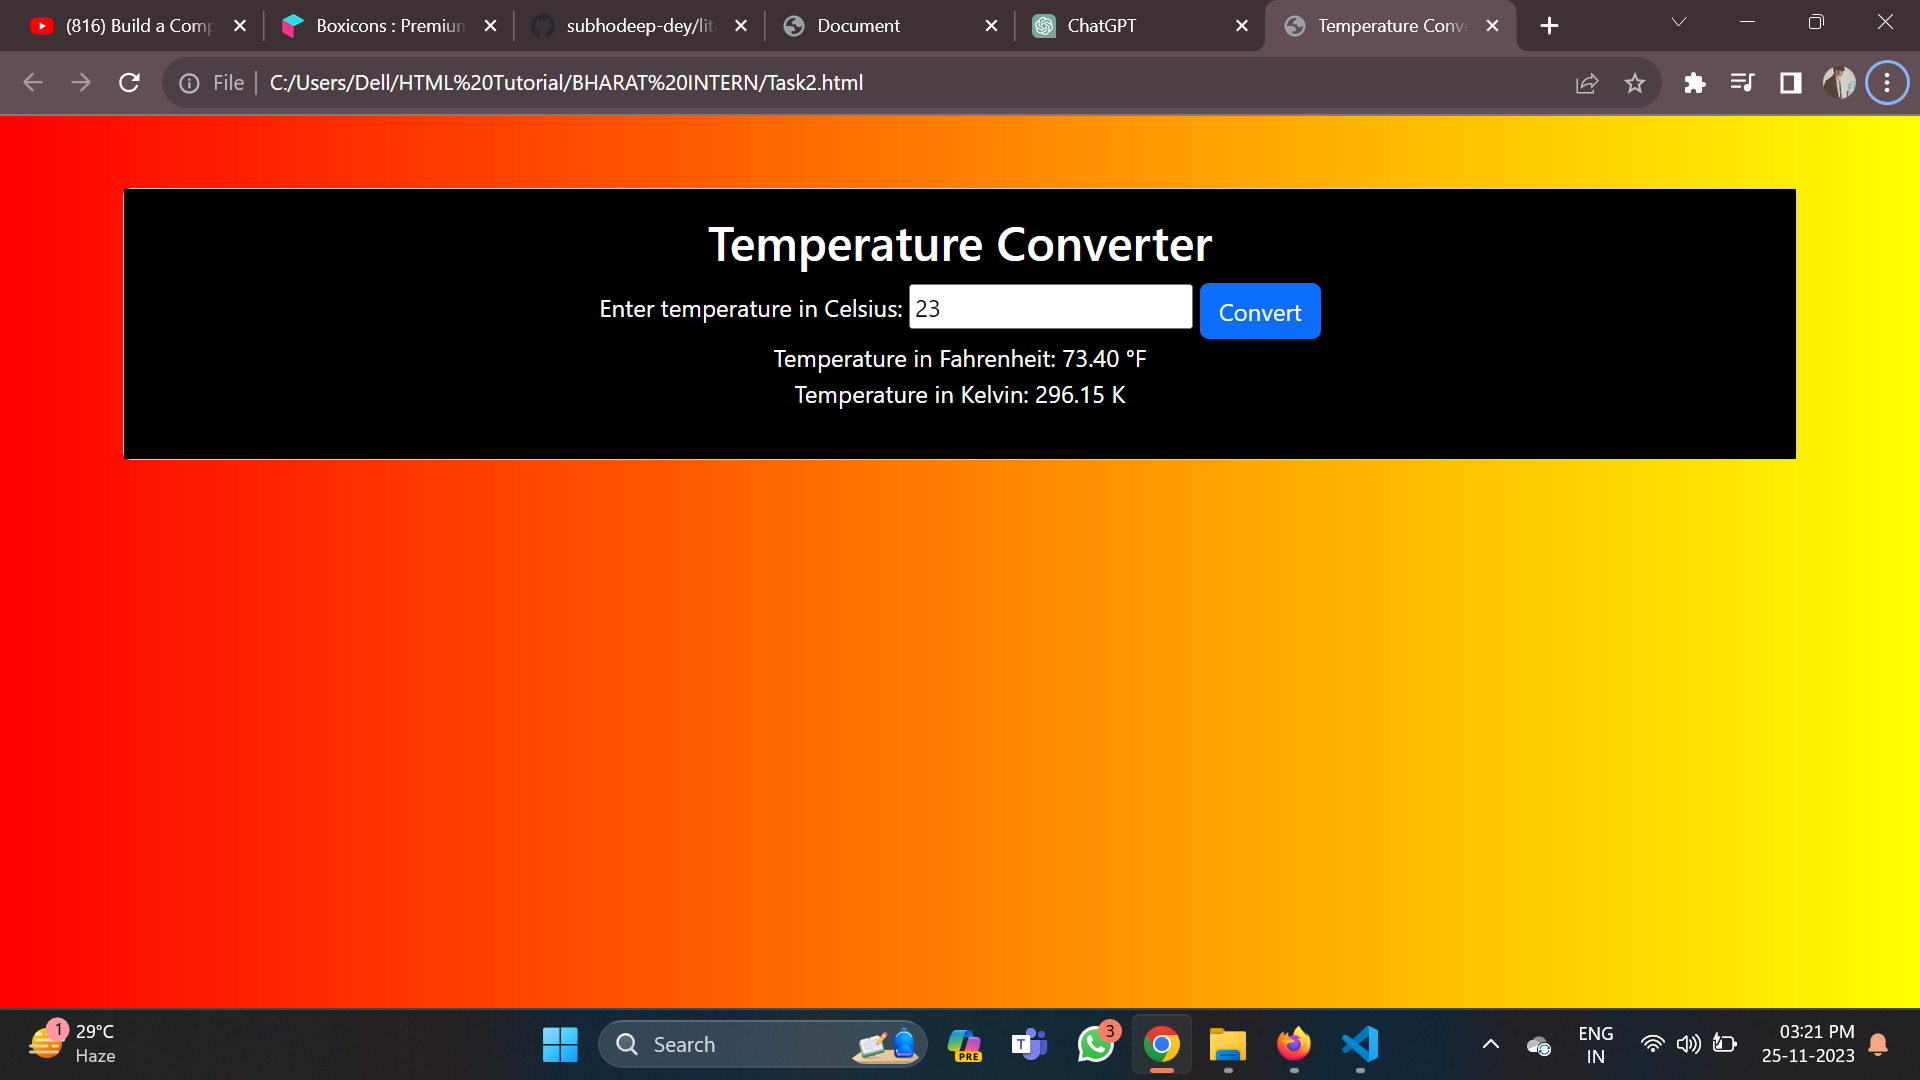 (816) Build a Comp
Boxicons : Premium
subhodeep-dey/lit
Document
ChatGPT
Temperature Conv
File
C:/Users/Dell/HTML%20Tutorial/BHARAT%20INTERN/Task2.html
Temperature Converter
Enter temperature in Celsius: 23 Convert
Temperature in Fahrenheit: 73.40 °F
Temperature in Kelvin: 296.15 K
1
29°C
Haze
Search
PRE
T
3
ENG
IN
03:21 PM
25-11-2023